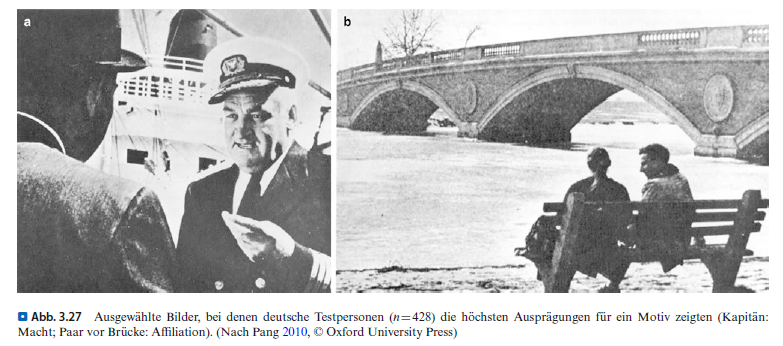 a
b
Abb. 3.27 Ausgewählte Bilder, bei denen deutsche Testpersonen (n=428) die höchsten Ausprägungen für ein Motiv zeigten (Kapitän:
Macht; Paar vor Brücke: Affiliation). (Nach Pang 2010, © Oxford University Press)